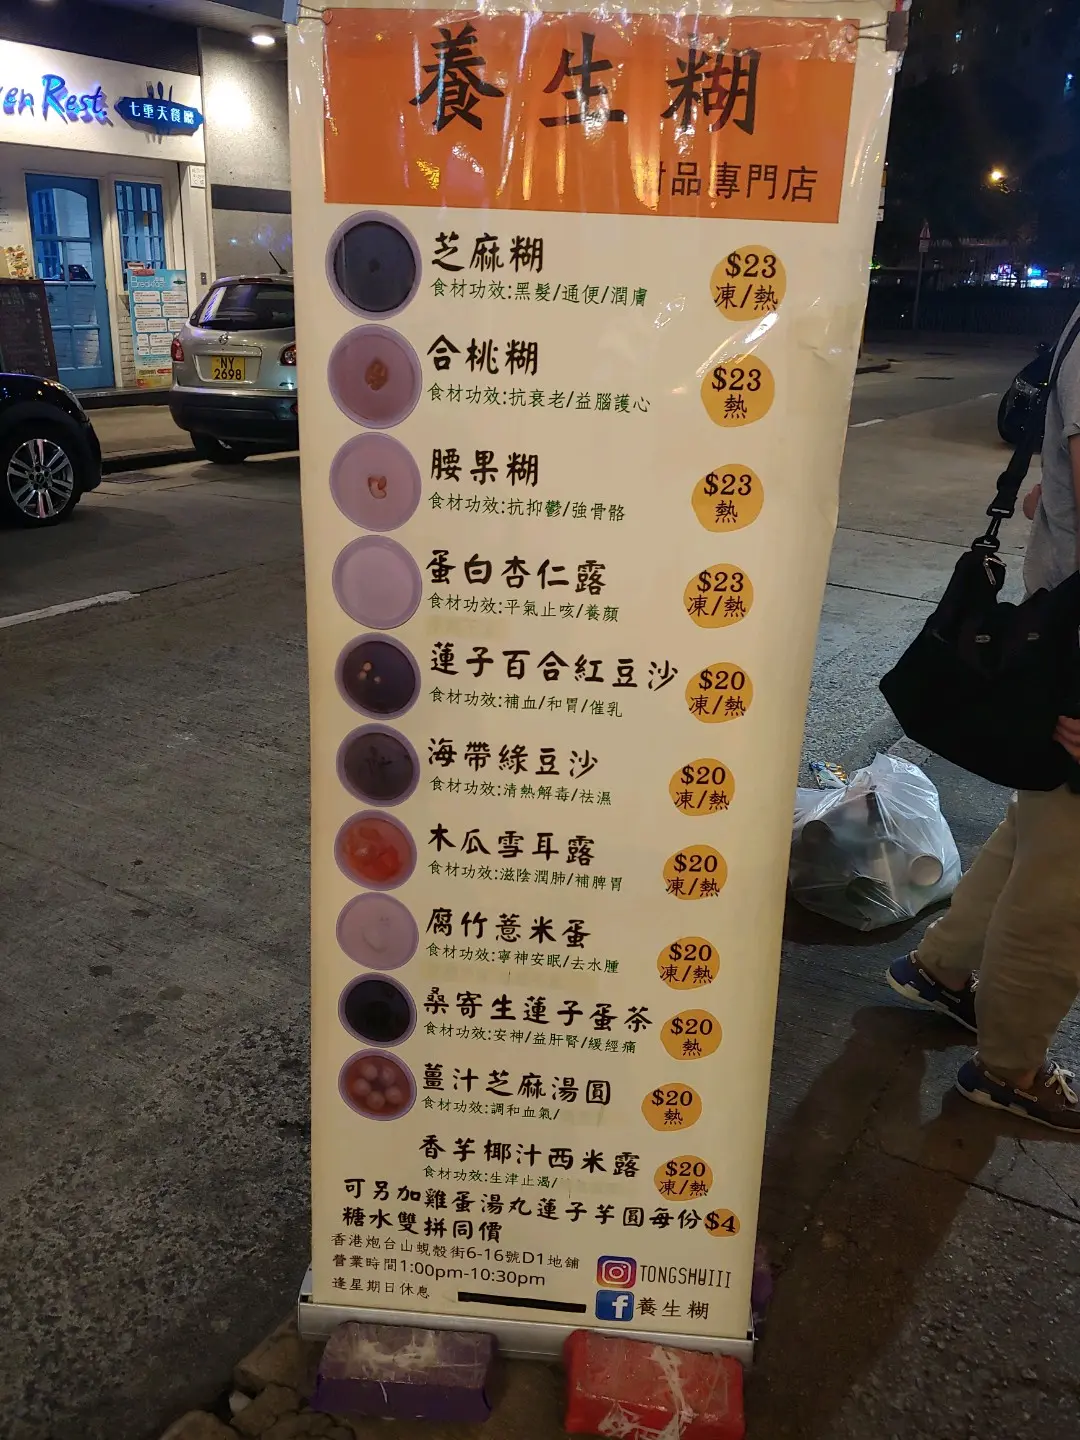 en Rest.
七重天餐廳
NY
2698
養生糊
甜品專門店
芝麻糊
食材功效:黑髮/通便/潤膚
$23
凍/熱
合桃糊
食材功效:抗衰老/益腦護心
$23
熱
腰果糊
食材功效:抗抑鬱/強骨骼
$23
熱
蛋白杏仁露
食材功效:平氣止咳/養顏
$23
凍/熱
蓮子百合紅豆沙
食材功效:補血/和胃/催乳
$20
凍/熱
海帶綠豆沙
食材功效:清熱解毒/袪濕
$20
凍/熱
木瓜雪耳露
食材功效:滋陰潤肺/補脾胃
$20
凍/熱
腐竹薏米蛋
食材功效:寧神安眠/去水腫
$20
凍/熱
桑寄生蓮子蛋茶
食材功效:安神/益肝腎/緩經痛
$20
熱
薑汁芝麻湯圓
食材功效:調和血氣/
$20
熱
香芋椰汁西米露
食材功效:生津止渴/
$20
凍/熱
可另加雞蛋湯丸蓮子芋圓每份$4
糖水雙拼同價
香港炮台山蜆殼街6-16號D1地舖
營業時間1:00pm-10:30pm
逢星期日休息
TONGSHUIII
養生糊